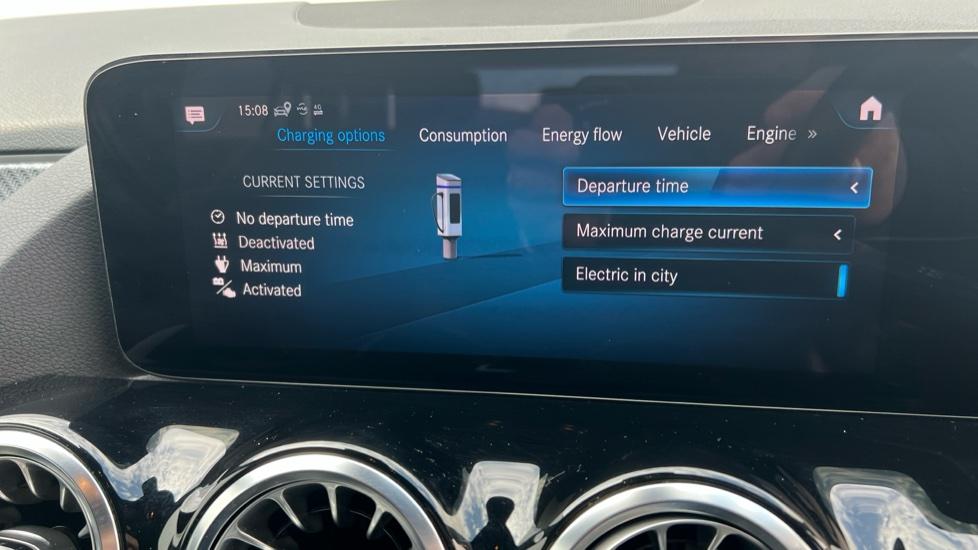 15:08 4G
Charging options Consumption Energy flow Vehicle Engine »
CURRENT SETTINGS
No departure time
Deactivated
Maximum
Activated
Departure time
Maximum charge current
Electric in city